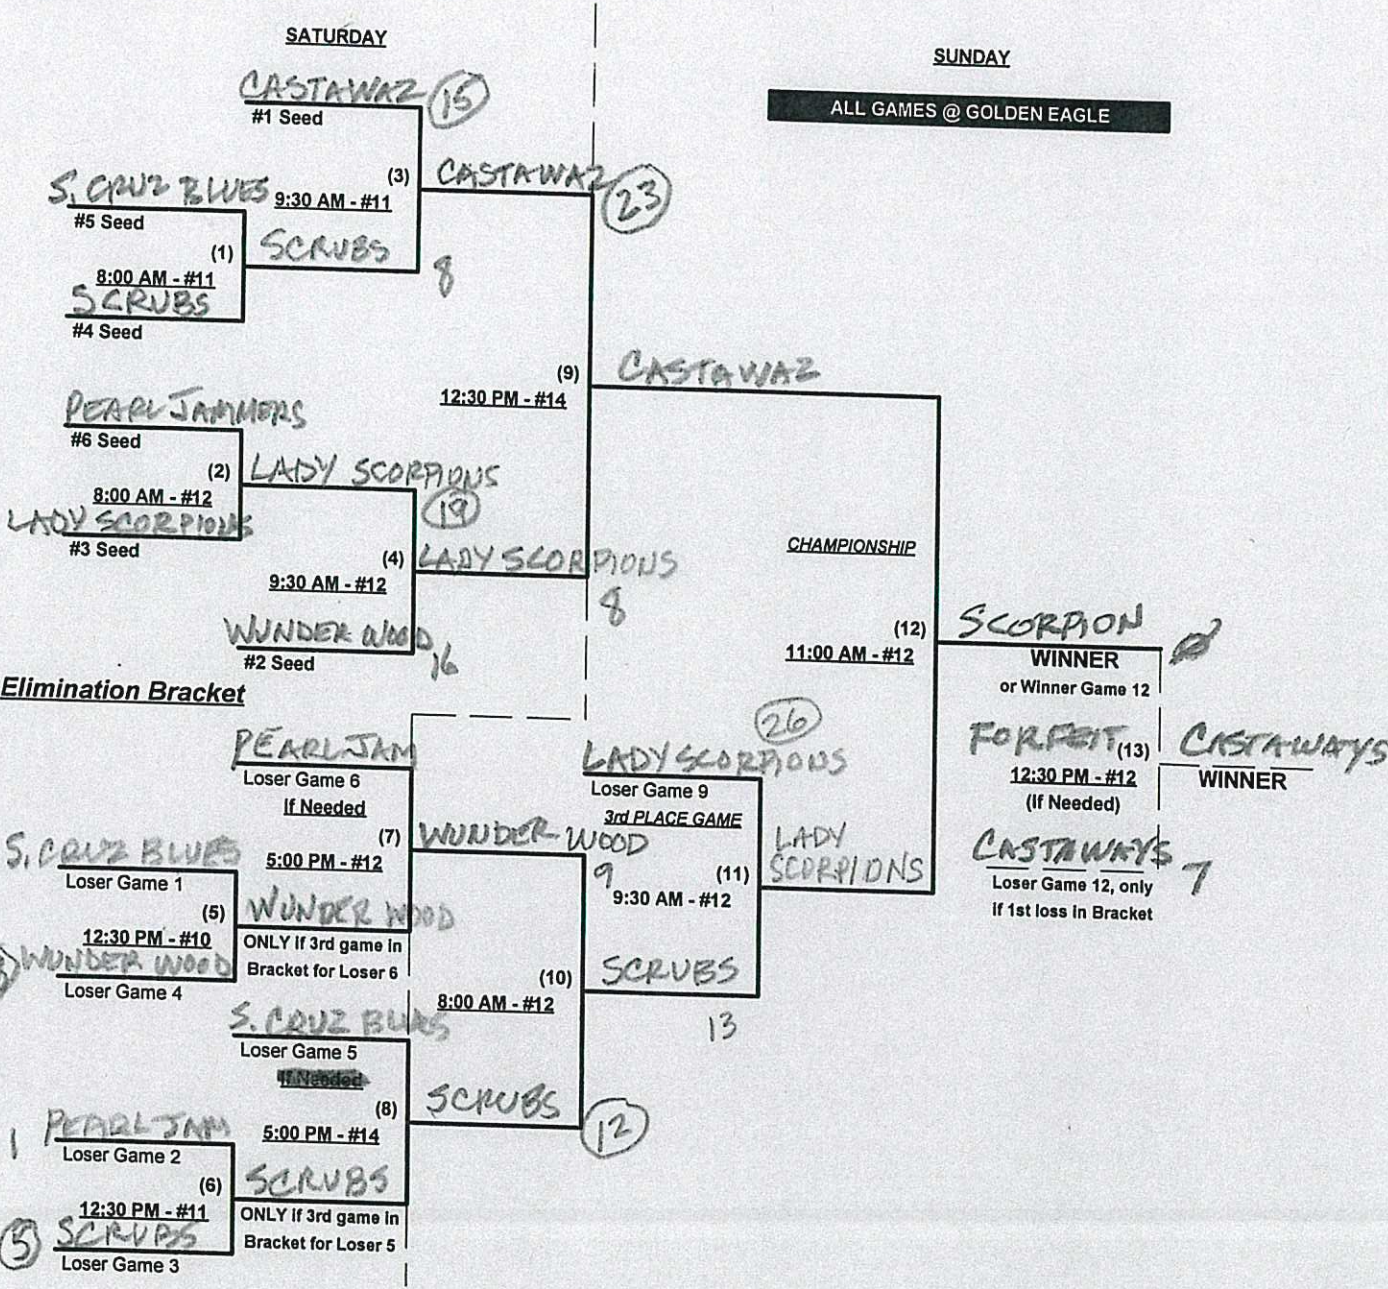 SATURDAY
SUNDAY
ALL GAMES @ GOLDEN EAGLE
CASTAWAZ 15
#1 Seed
(3)
CASTAWAZ 23
S. CRUZ BLUES
9:30 AM - #11
#5 Seed
(1)
SCRUBS 8
8:00 AM - #11
SCRUBS
#4 Seed
(9)
CASTAWAZ
12:30 PM - #14
PEARL JAMMERS
#6 Seed
(2)
LADY SCORPIONS
19
8:00 AM - #12
LADY SCORPIONS
#3 Seed
(4)
LADY SCORPIONS
8
9:30 AM - #12
WUNDER WOOD 16
#2 Seed
CHAMPIONSHIP
(12)
11:00 AM - #12
SCORPION
WINNER
or Winner Game 12
FORFEIT
(13)
12:30 PM - #12
(If Needed)
CASTAWAYS
WINNER
CASTAWAYS 7
Loser Game 12, only
if 1st loss in Bracket
Elimination Bracket
PEARL JAM
Loser Game 6
If Needed
(7)
5:00 PM - #12
WUNDER WOOD
9
26
LADY SCORPIONS
Loser Game 9
3rd PLACE GAME
(11)
9:30 AM - #12
LADY
SCORPIONS
S. CRUZ BLUES
Loser Game 1
(5)
12:30 PM - #10
WUNDER WOOD
Loser Game 4
WUNDER WOOD
ONLY if 3rd game in
Bracket for Loser 6
(10)
8:00 AM - #12
SCRUBS
13
S. CRUZ BLUES
Loser Game 5
If Needed
(8)
5:00 PM - #14
SCRUBS
12
1 PEARL JAM
Loser Game 2
(6)
12:30 PM - #11
SCRUBS
Loser Game 3
SCRUBS
ONLY if 3rd game in
Bracket for Loser 5